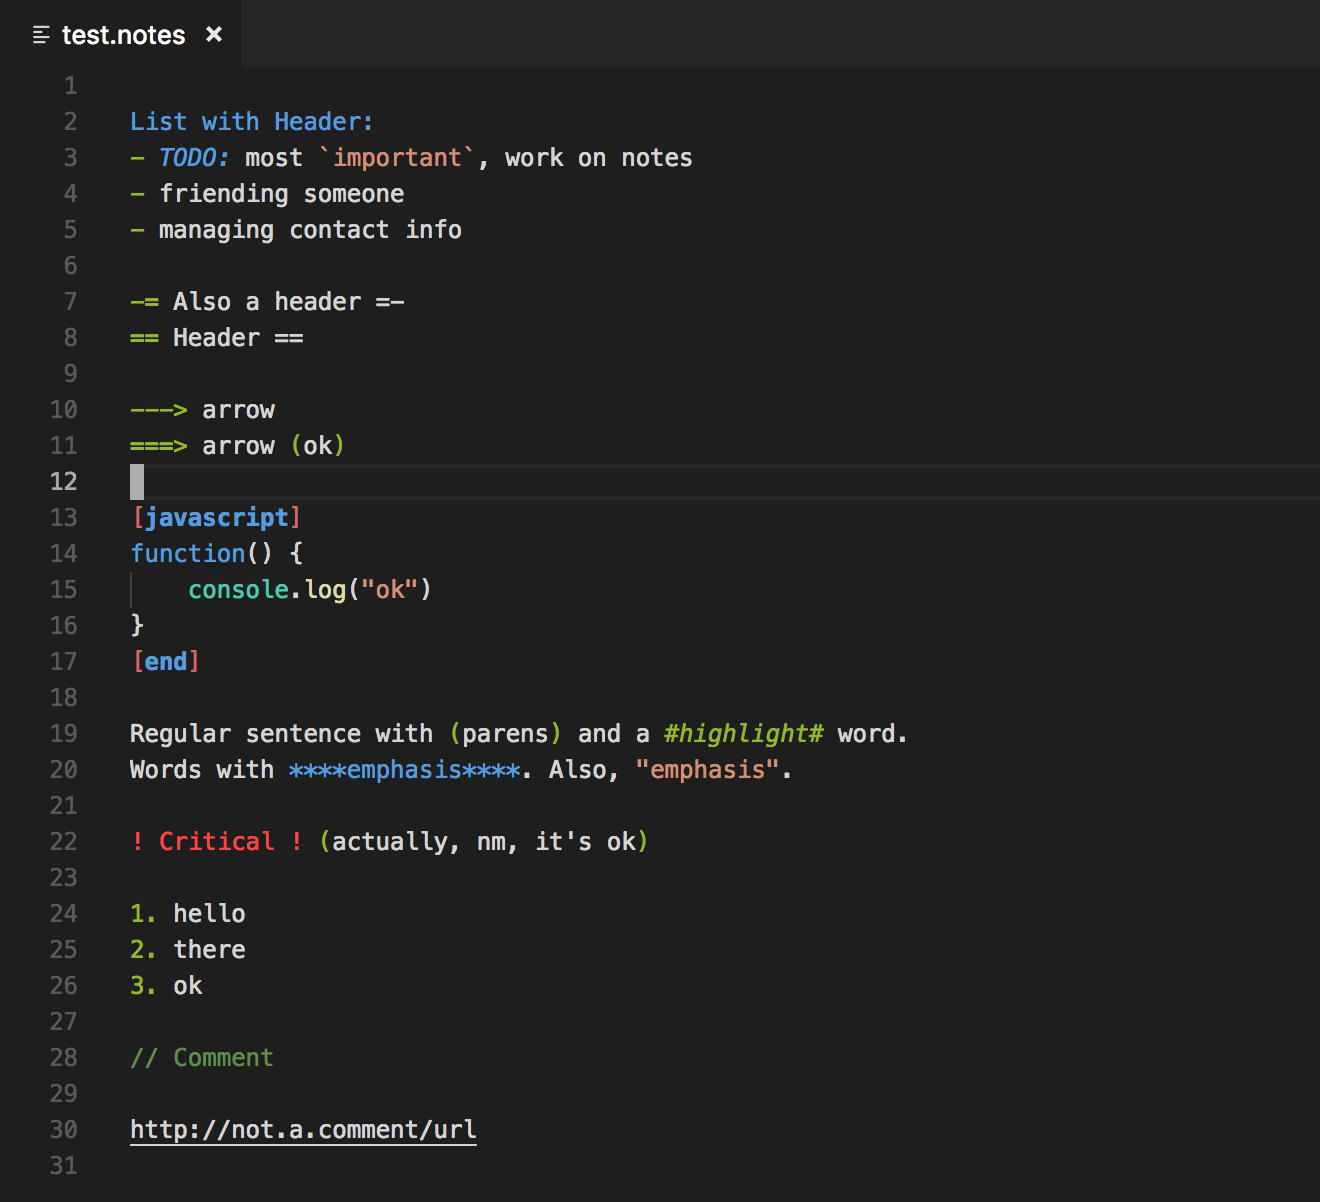 test.notes ×
1
2 List with Header:
3 - TODO: most `important`, work on notes
4 - friending someone
5 - managing contact info
6
7 -= Also a header =-
8 == Header ==
9
10 ---> arrow
11 ===> arrow (ok)
12
13 [javascript]
14 function() {
15     console.log("ok")
16 }
17 [end]
18
19 Regular sentence with (parens) and a #highlight# word.
20 Words with ****emphasis****. Also, "emphasis".
21
22 ! Critical ! (actually, nm, it's ok)
23
24 1. hello
25 2. there
26 3. ok
27
28 // Comment
29
30 http://not.a.comment/url
31